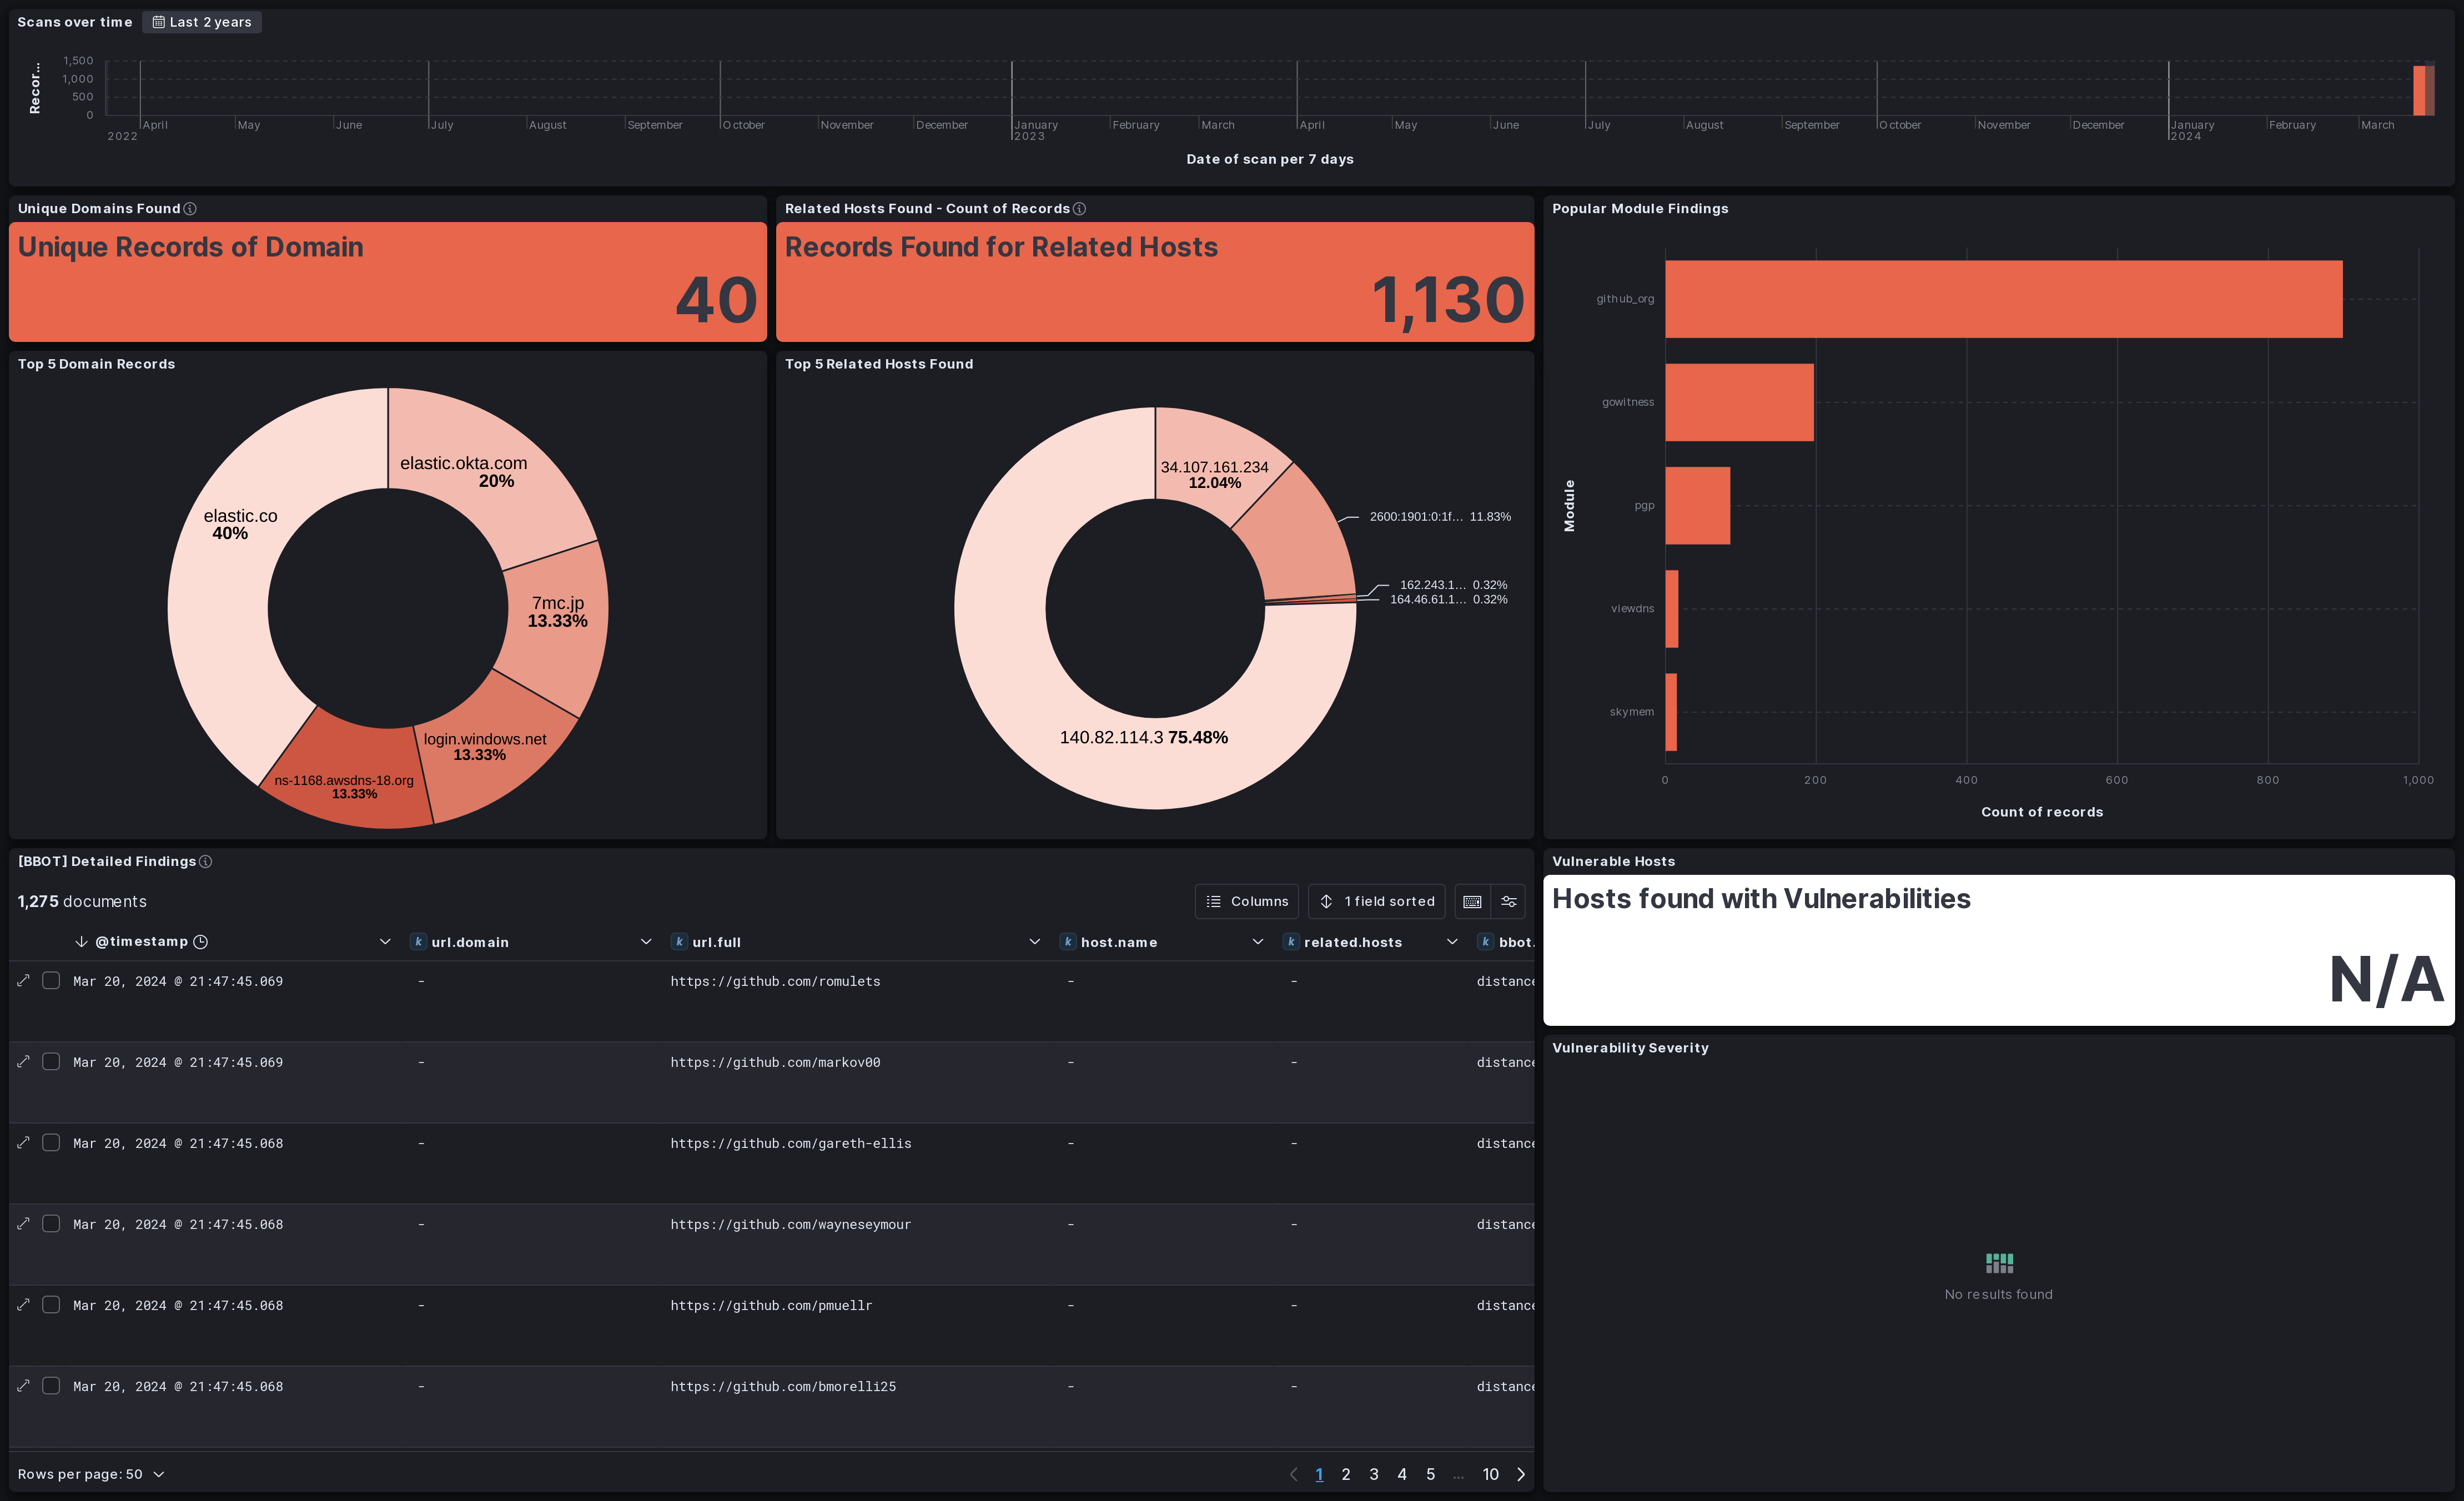 Scans over time Last 2 years
Recor...
1,500
1,000
500
0
April May June July August September October November December January February March April May June July August September October November December January February March
2022 2023 2024
Date of scan per 7 days
Unique Domains Found
Unique Records of Domain
40
Related Hosts Found - Count of Records
Records Found for Related Hosts
1,130
Popular Module Findings
Module
github_org
gowitness
pgp
viewdns
skymem
0 200 400 600 800 1,000
Count of records
Top 5 Domain Records
elastic.okta.com
20%
elastic.co
40%
7mc.jp
13.33%
login.windows.net
13.33%
ns-1168.awsdns-18.org
13.33%
Top 5 Related Hosts Found
34.107.161.234
12.04%
2600:1901:0:1f... 11.83%
162.243.1... 0.32%
164.46.61.1... 0.32%
140.82.114.3 75.48%
[BBOT] Detailed Findings
1,275 documents
Columns 1 field sorted
@timestamp k url.domain k url.full k host.name k related.hosts k bbot.
Mar 20, 2024 @ 21:47:45.069 - https://github.com/romulets - - distance
Mar 20, 2024 @ 21:47:45.069 - https://github.com/markov00 - - distance
Mar 20, 2024 @ 21:47:45.068 - https://github.com/gareth-ellis - - distance
Mar 20, 2024 @ 21:47:45.068 - https://github.com/wayneseymour - - distance
Mar 20, 2024 @ 21:47:45.068 - https://github.com/pmuellr - - distance
Mar 20, 2024 @ 21:47:45.068 - https://github.com/bmorelli25 - - distance
Rows per page: 50 1 2 3 4 5 ... 10
Vulnerable Hosts
Hosts found with Vulnerabilities
N/A
Vulnerability Severity
No results found